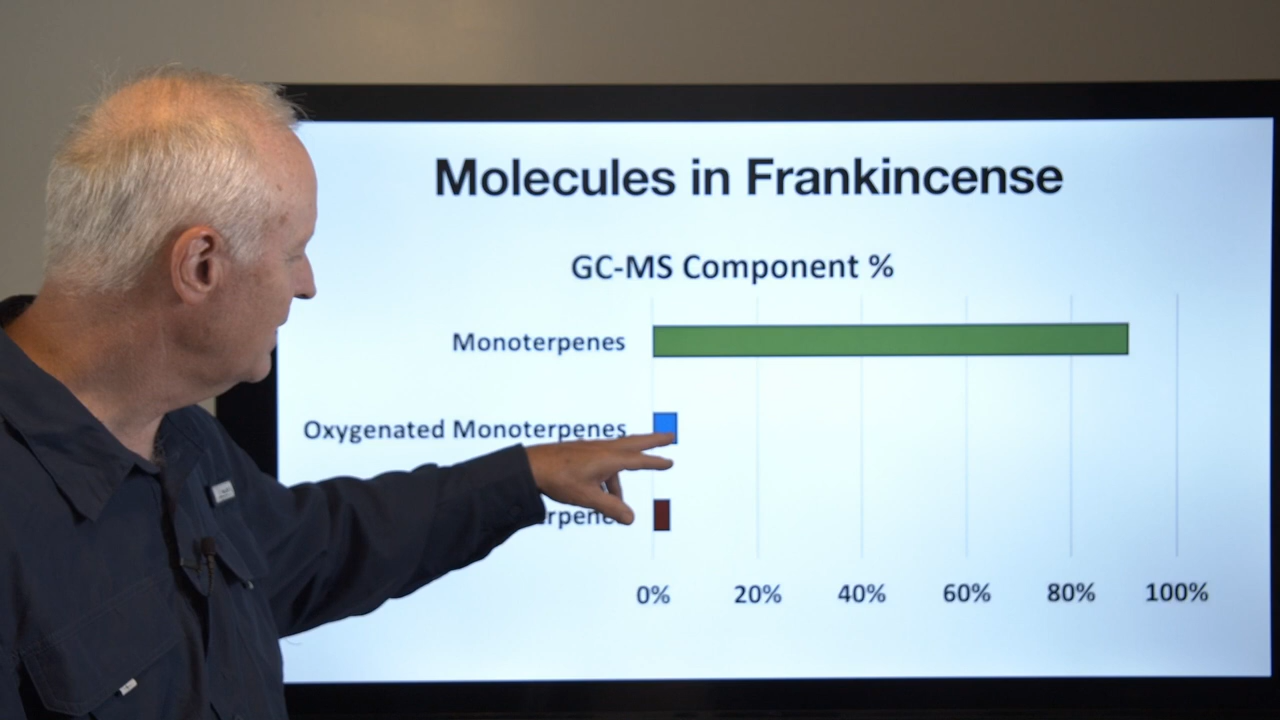 Molecules in Frankincense
GC-MS Component %
Monoterpenes
Oxygenated Monoterpenes
0% 20% 40% 60% 80% 100%